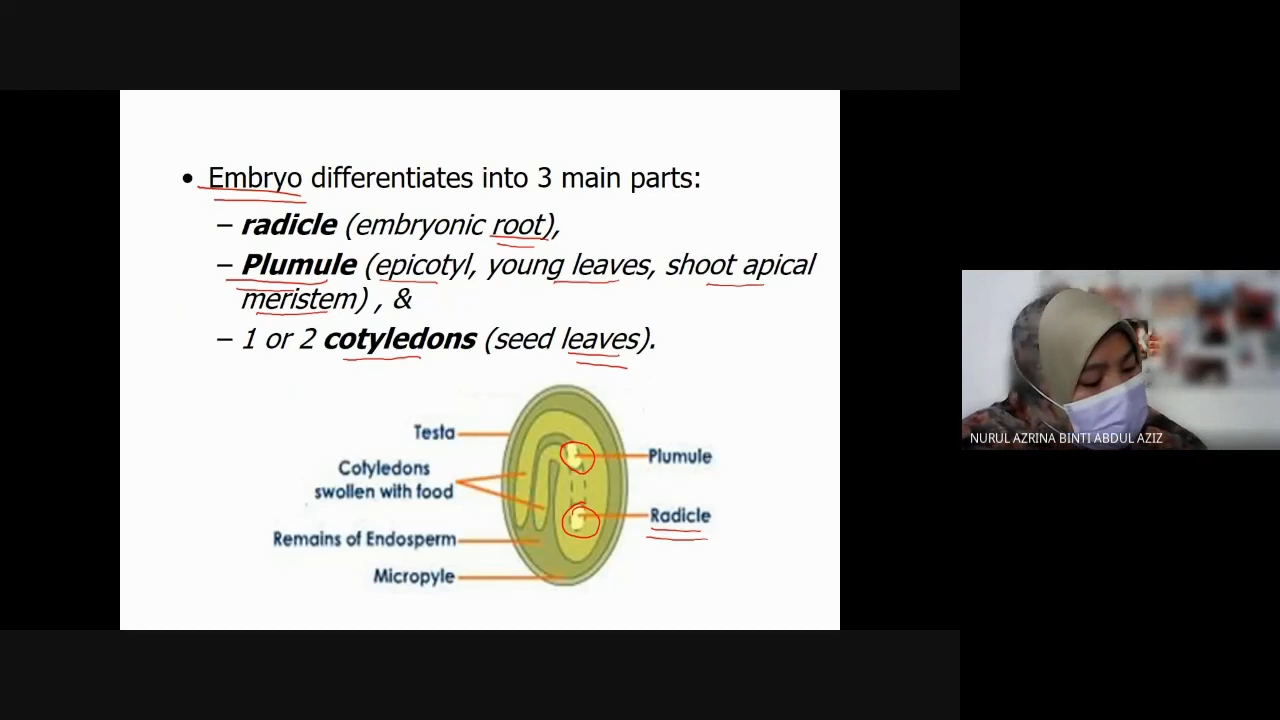 • Embryo differentiates into 3 main parts:
– radicle (embryonic root),
– Plumule (epicotyl, young leaves, shoot apical
meristem) , &
– 1 or 2 cotyledons (seed leaves).
Testa
Cotyledons
swollen with food
Remains of Endosperm
Micropyle
Plumule
Radicle
NURUL AZRINA BINTI ABDUL AZIZ